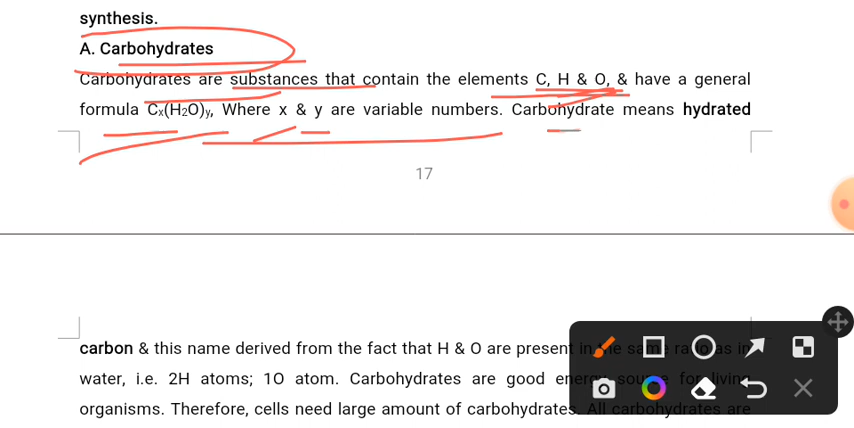 synthesis.
A. Carbohydrates
Carbohydrates are substances that contain the elements C, H & O, & have a general
formula Cx(H₂O)y, Where x & y are variable numbers. Carbohydrate means hydrated
17
carbon & this name derived from the fact that H & O are present in the same ratio as in
water, i.e. 2H atoms; 1O atom. Carbohydrates are good energy source for living
organisms. Therefore, cells need large amount of carbohydrates. All carbohydrates are